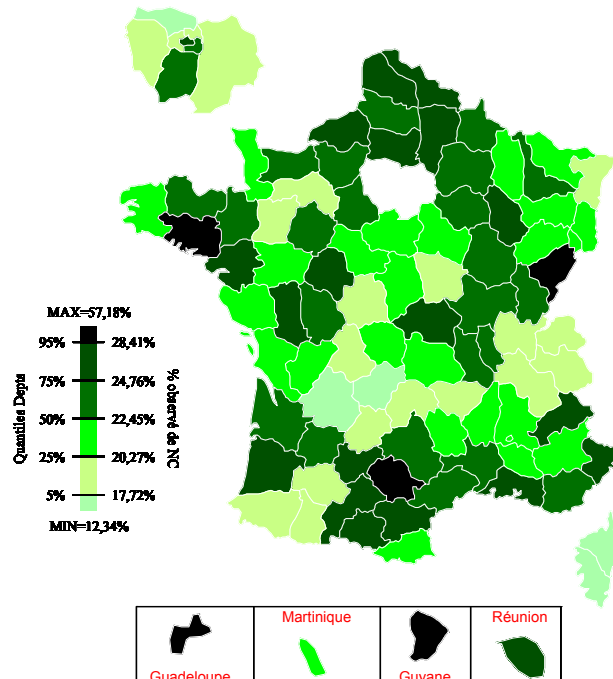 MAX=57,18%
95% 28,41%
75% 24,76%
50% 22,45%
25% 20,27%
5% 17,72%
MIN=12,34%
Quantiles Depts
% observé de NC
Martinique
Réunion
Guadeloupe
Guyane